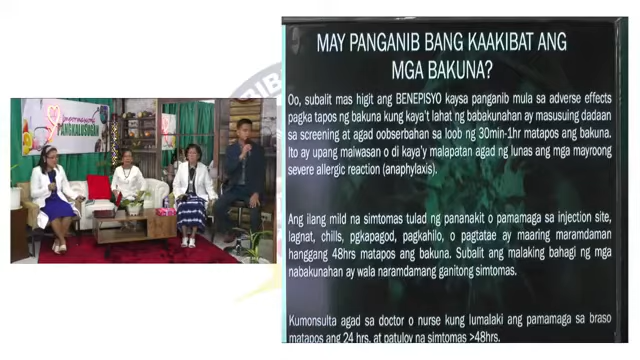 PANGKALUSUGAN
MAY PANGANIB BANG KAAKIBAT ANG
MGA BAKUNA?
Oo, subalit mas higit ang BENEPISYO kaysa panganib mula sa adverse effects
pagka tapos ng bakuna kung kaya't lahat ng babakunahan ay masusing dadaan
sa screening at agad oobserbahan sa loob ng 30min-1hr matapos ang bakuna.
Ito ay upang maiwasan o di kaya'y malapatan agad ng lunas ang mga mayroong
severe allergic reaction (anaphylaxis).
Ang ilang mild na simtomas tulad ng pananakit o pamamaga sa injection site,
lagnat, chills, pgkapagod, pagkahilo, o pagtatae ay maaring maramdaman
hanggang 48hrs matapos ang bakuna. Subalit ang malaking bahagi ng mga
nabakunahan ay wala naramdamang ganitong simtomas.
Kumonsulta agad sa doctor o nurse kung lumalaki ang pamamaga sa braso
matapos ang 24 hrs. at patuloy na simtomas >48hrs.